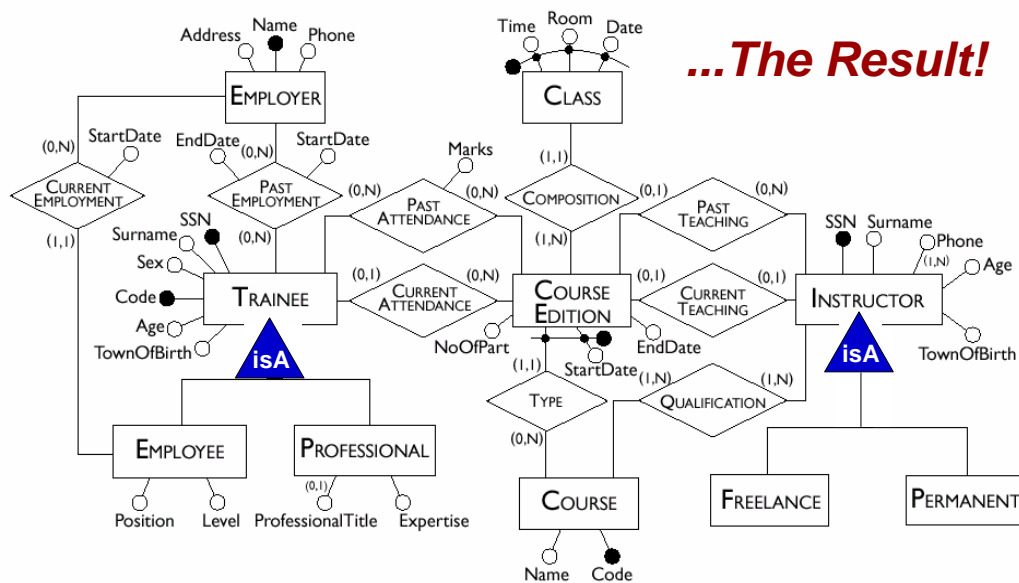 ...The Result!
Address
Name
Phone
EMPLOYER
Time
Room
Date
CLASS
(0,N)
StartDate
CURRENT
EMPLOYMENT
(1,1)
EndDate
(0,N)
StartDate
PAST
EMPLOYMENT
(0,N)
Marks
(0,N)
PAST
ATTENDANCE
(0,N)
(1,1)
COMPOSITION
(1,N)
(0,1)
PAST
TEACHING
(0,N)
SSN
Surname
Sex
Code
Age
TownOfBirth
TRAINEE
(0,1)
CURRENT
ATTENDANCE
(0,N)
COURSE
EDITION
NoOfPart
StartDate
EndDate
(0,1)
CURRENT
TEACHING
(0,1)
SSN
Surname
Phone
(1,N)
Age
TownOfBirth
INSTRUCTOR
isA
isA
(1,1)
TYPE
(0,N)
(1,N)
QUALIFICATION
(1,N)
EMPLOYEE
Position
Level
PROFESSIONAL
(0,1)
ProfessionalTitle
Expertise
COURSE
Name
Code
FREELANCE
PERMANENT